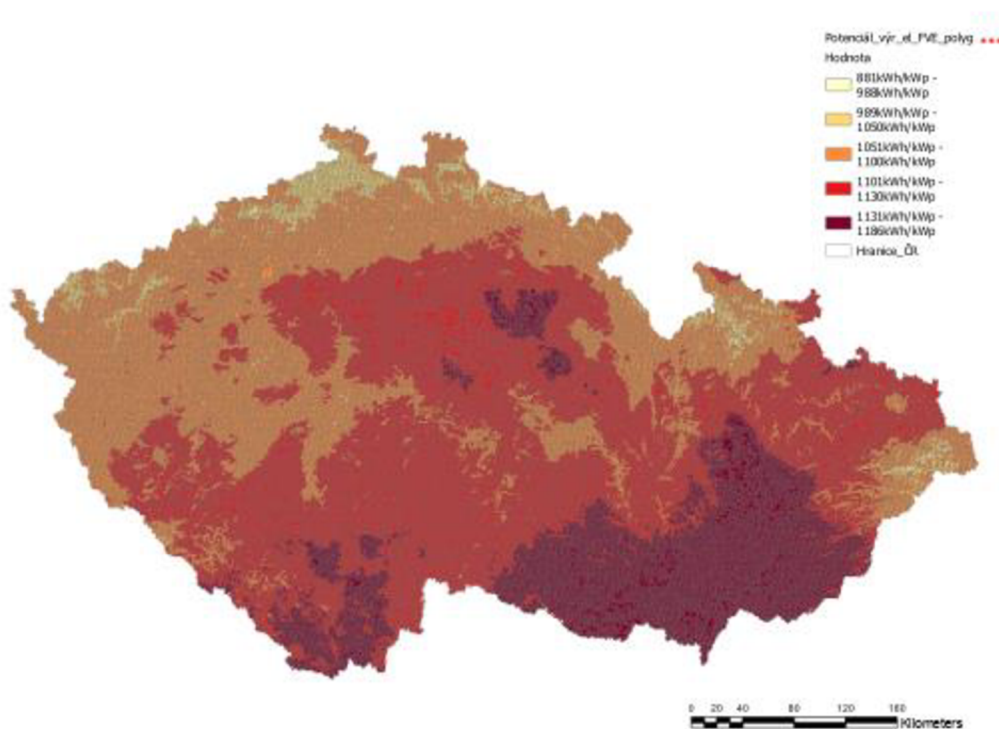 Potenciál_výr_el_FVE_polyg
Hodnota
881kWh/kWp -
988kWh/kWp
989kWh/kWp -
1050kWh/kWp
1051kWh/kWp -
1100kWh/kWp
1101kWh/kWp -
1130kWh/kWp
1131kWh/kWp -
1186kWh/kWp
Hranice_ČR
0 20 40 80 120 160
Kilometers